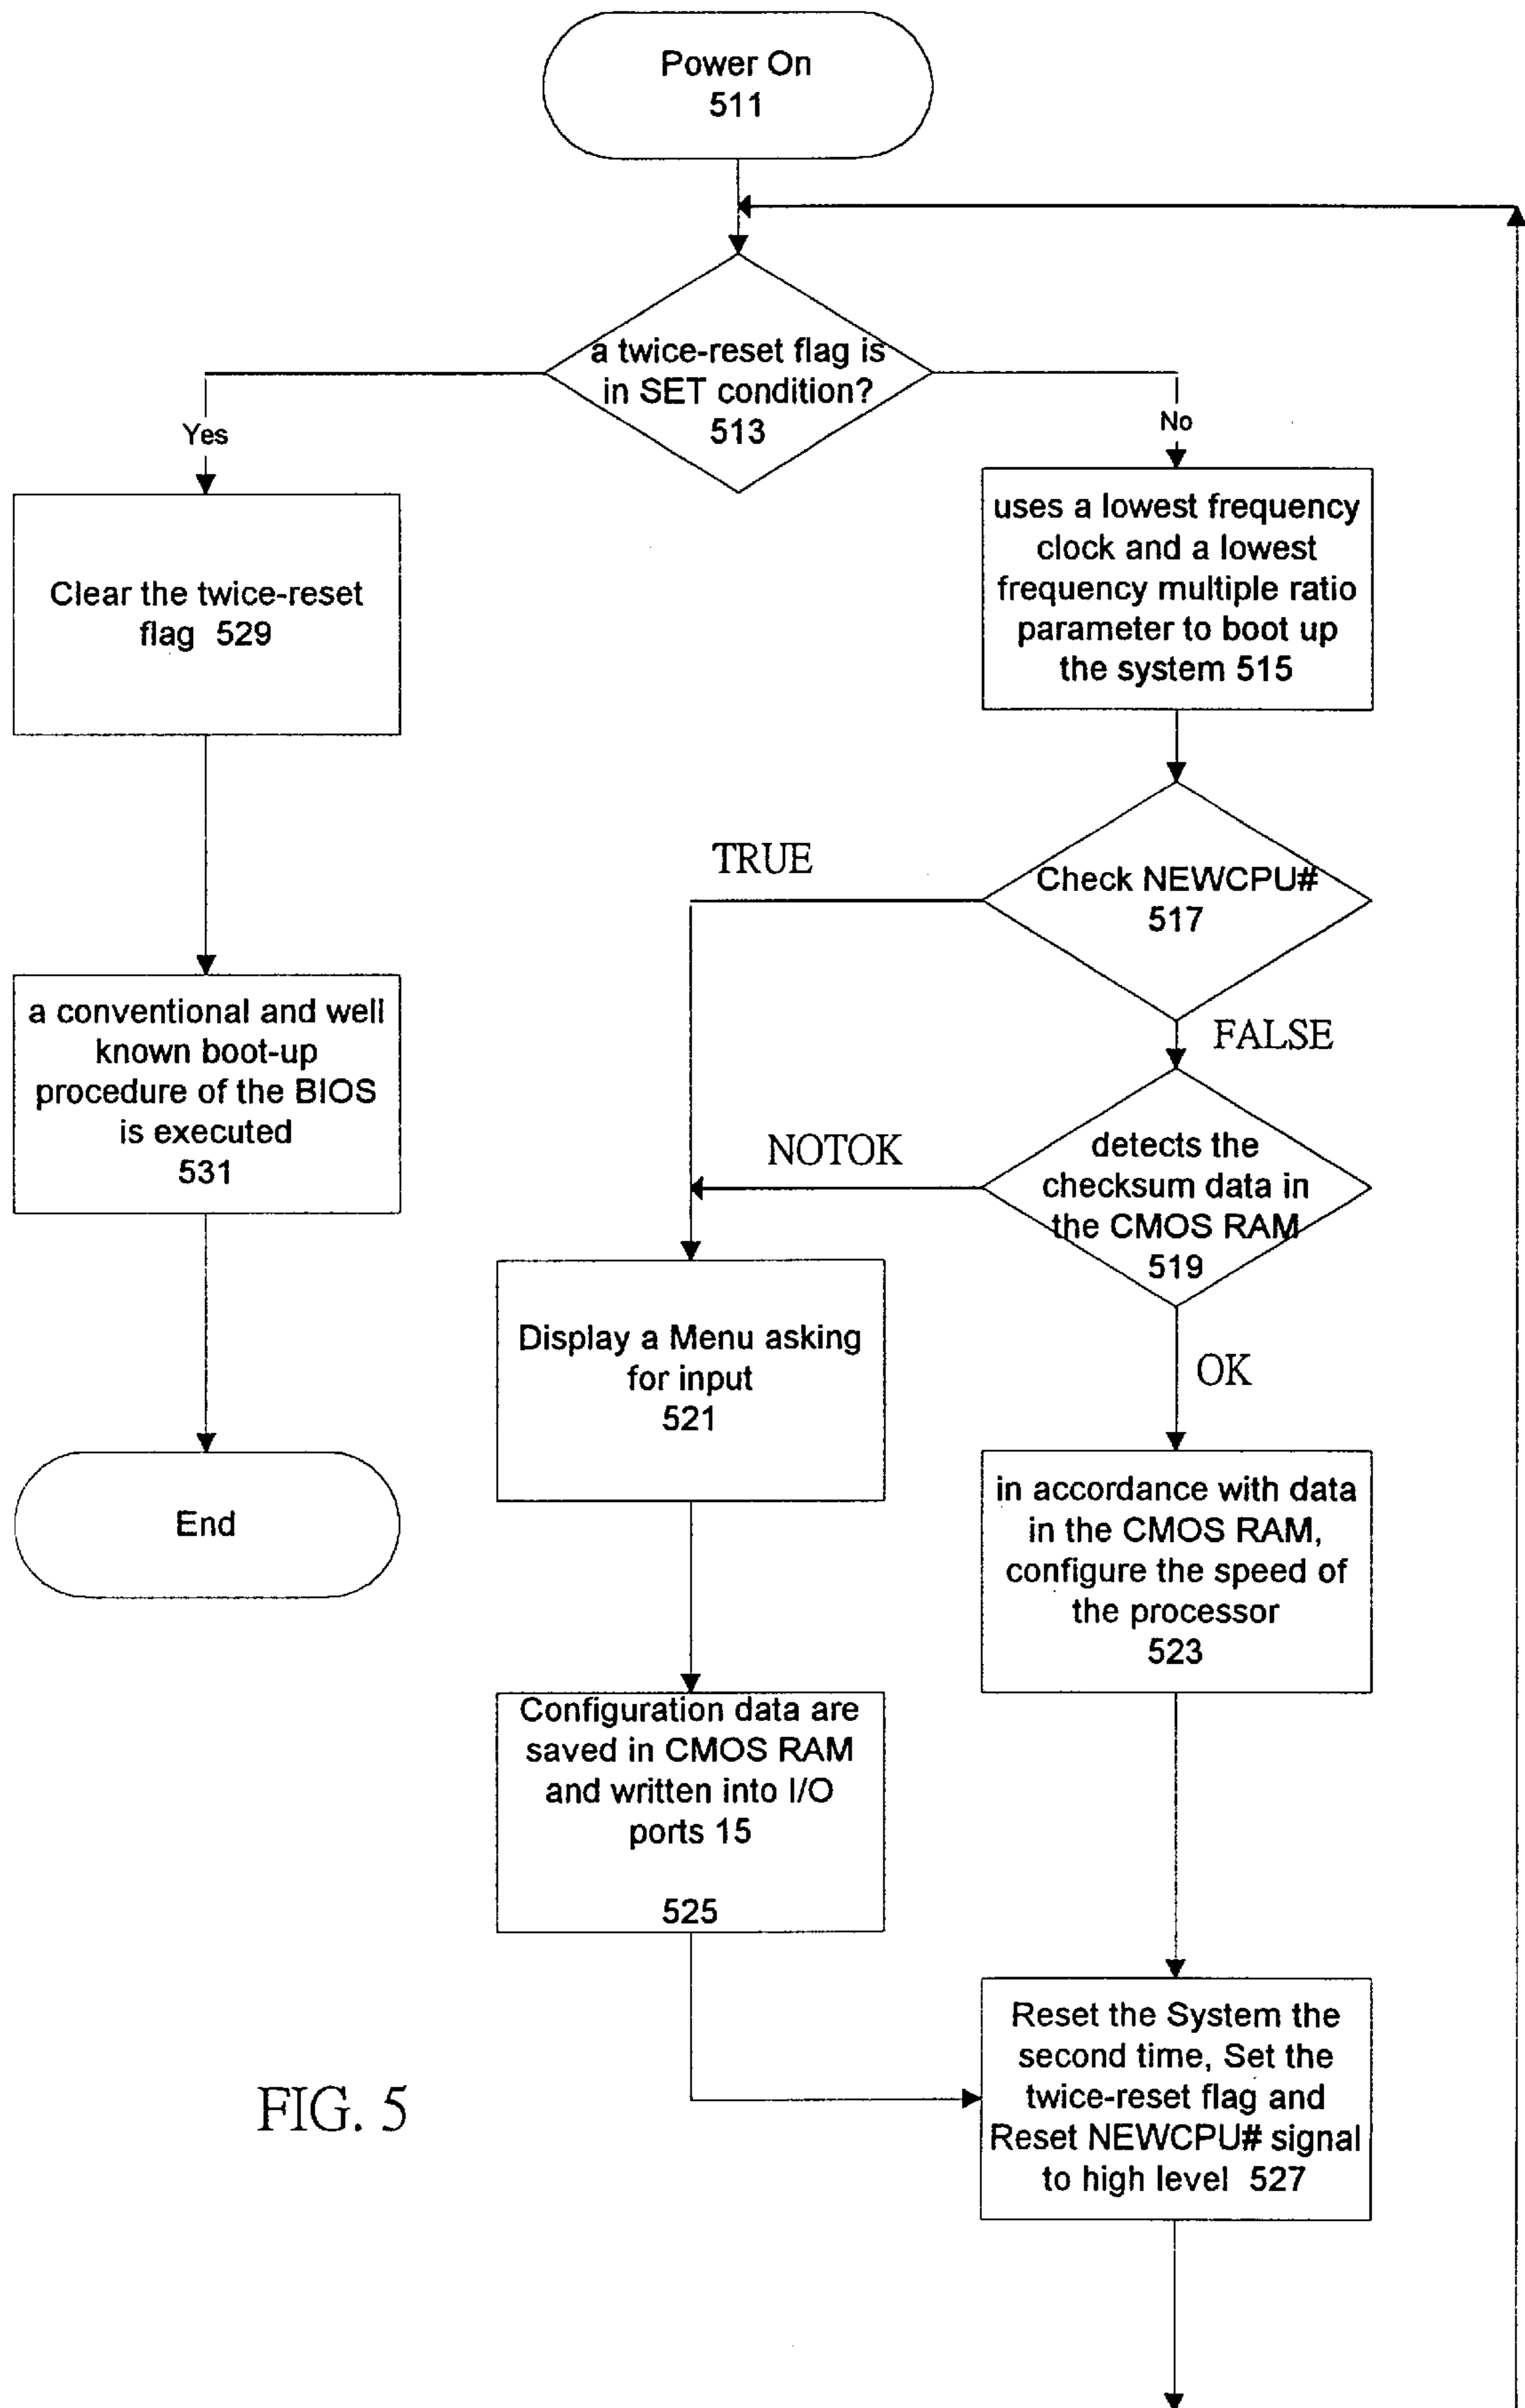 Power On
511
a twice-reset flag is
in SET condition?
513
Yes
No
Clear the twice-reset
flag 529
uses a lowest frequency
clock and a lowest
frequency multiple ratio
parameter to boot up
the system 515
TRUE
Check NEWCPU#
517
FALSE
a conventional and well
known boot-up
procedure of the BIOS
is executed
531
NOTOK
detects the
checksum data in
the CMOS RAM
519
OK
Display a Menu asking
for input
521
End
in accordance with data
in the CMOS RAM,
configure the speed of
the processor
523
Configuration data are
saved in CMOS RAM
and written into I/O
ports 15
525
Reset the System the
second time, Set the
twice-reset flag and
Reset NEWCPU# signal
to high level 527
FIG. 5